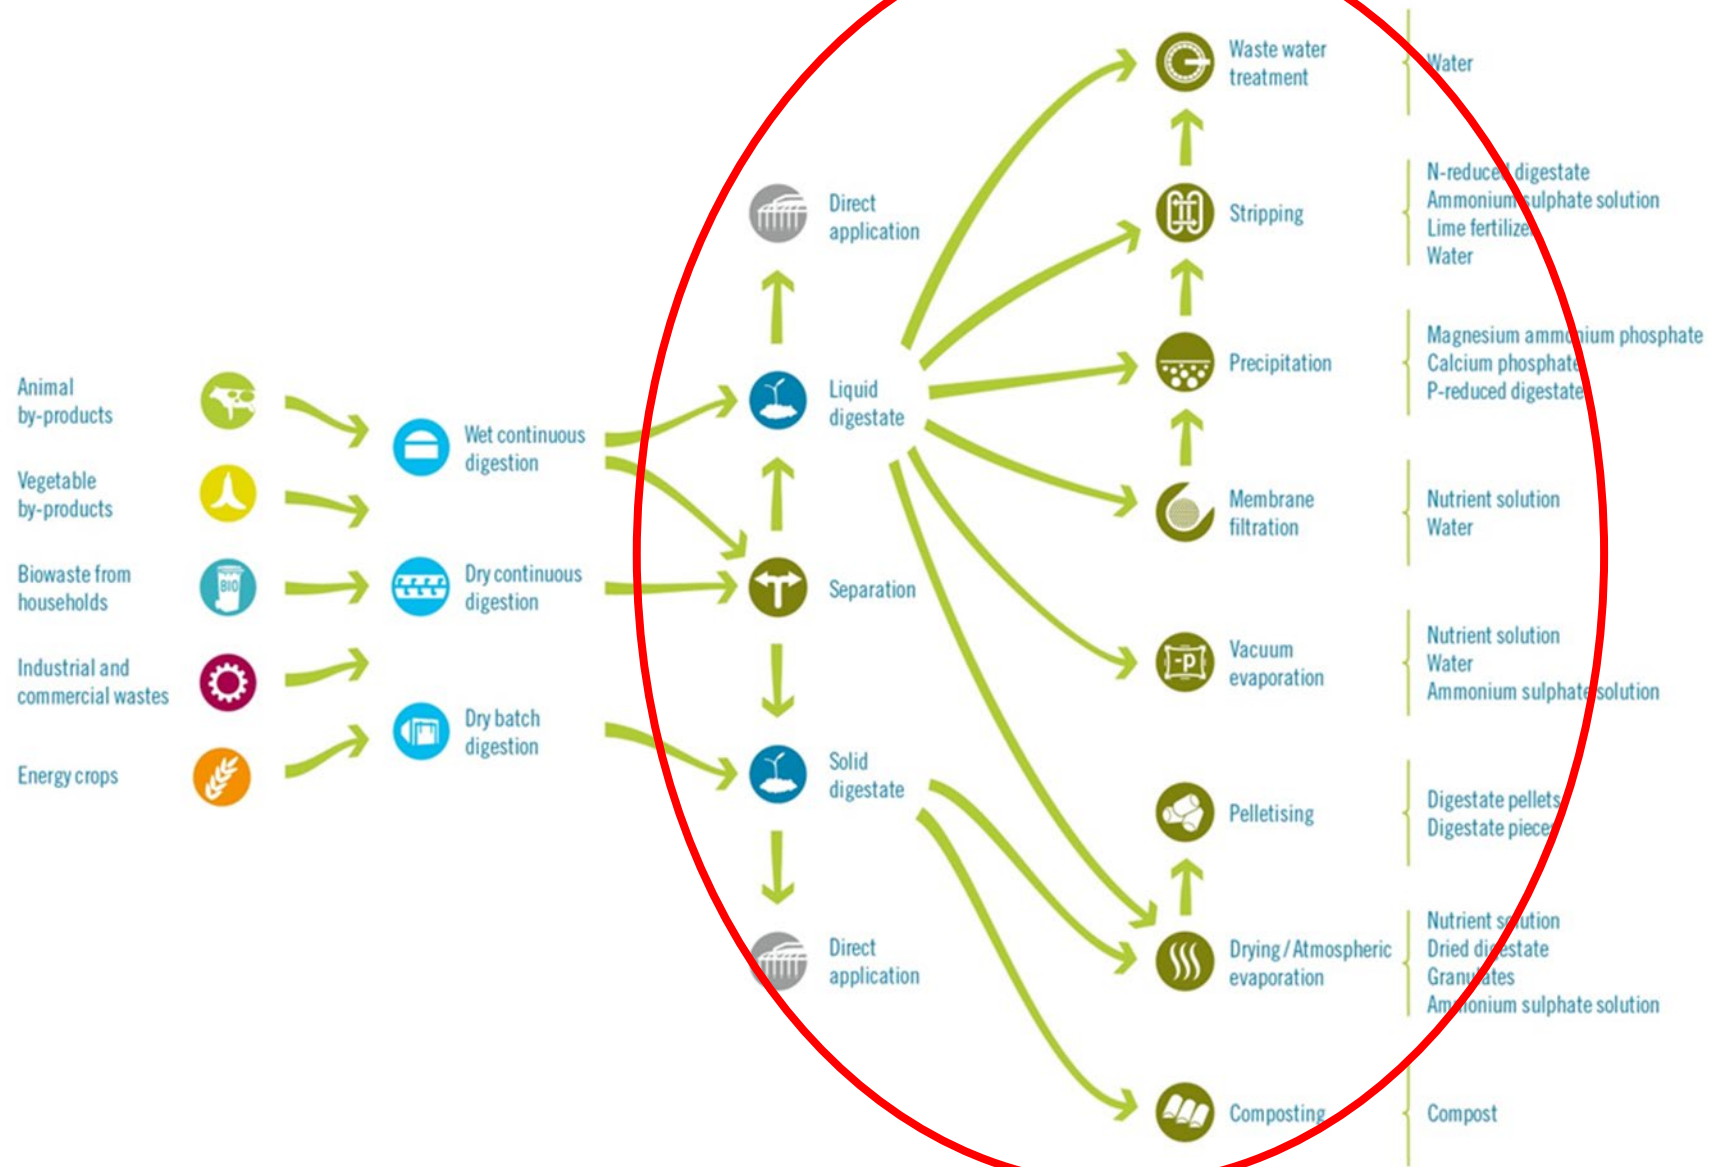 Animal
by-products
Vegetable
by-products
Biowaste from
households
BIO
Industrial and
commercial wastes
Energy crops
Wet continuous
digestion
Dry continuous
digestion
Dry batch
digestion
Direct
application
Liquid
digestate
Separation
Solid
digestate
Direct
application
Waste water
treatment
Stripping
Precipitation
Membrane
filtration
-p
Vacuum
evaporation
Pelletising
Drying / Atmospheric
evaporation
Composting
Water
N-reduced digestate
Ammonium sulphate solution
Lime fertilizer
Water
Magnesium ammonium phosphate
Calcium phosphate
P-reduced digestate
Nutrient solution
Water
Nutrient solution
Water
Ammonium sulphate solution
Digestate pellets
Digestate pieces
Nutrient solution
Dried digestate
Granulates
Ammonium sulphate solution
Compost